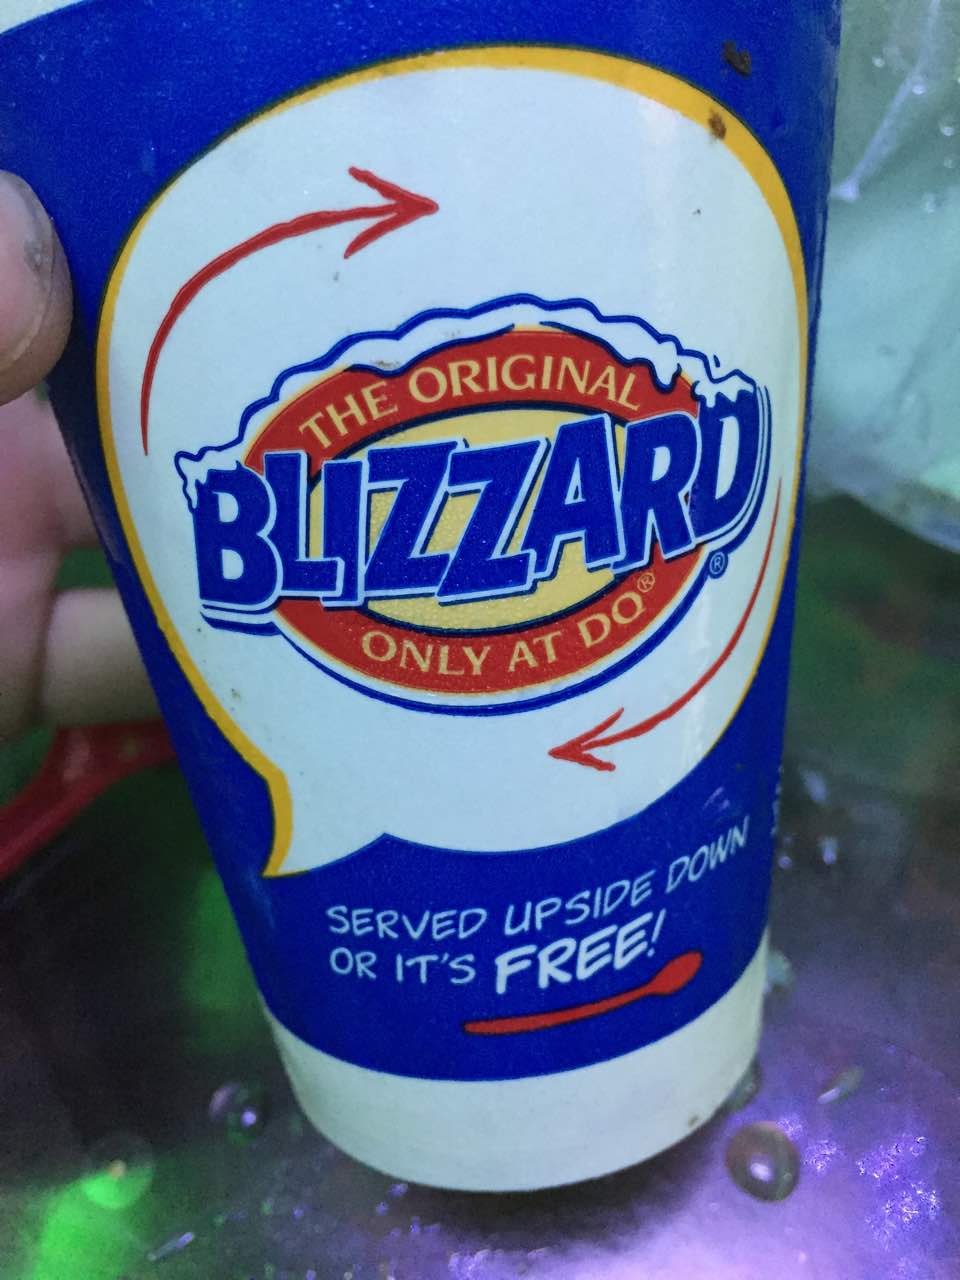 THE ORIGINAL
BLIZZARD®
ONLY AT DQ®
SERVED UPSIDE DOWN
OR IT'S FREE!